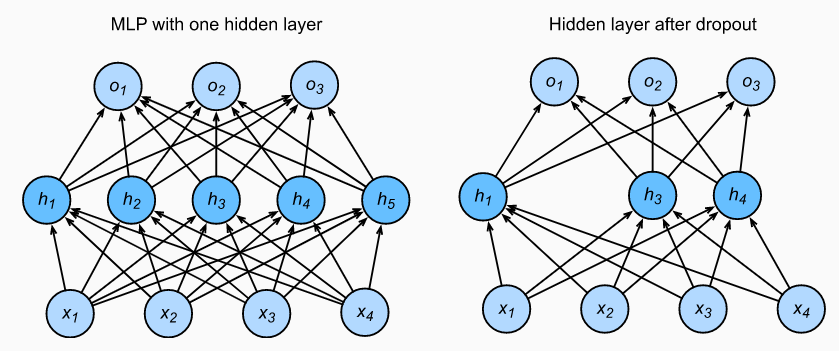 MLP with one hidden layer
Hidden layer after dropout
o1 o2 o3
o1 o2 o3
h1 h2 h3 h4 h5
h1 h3 h4
x1 x2 x3 x4
x1 x2 x3 x4